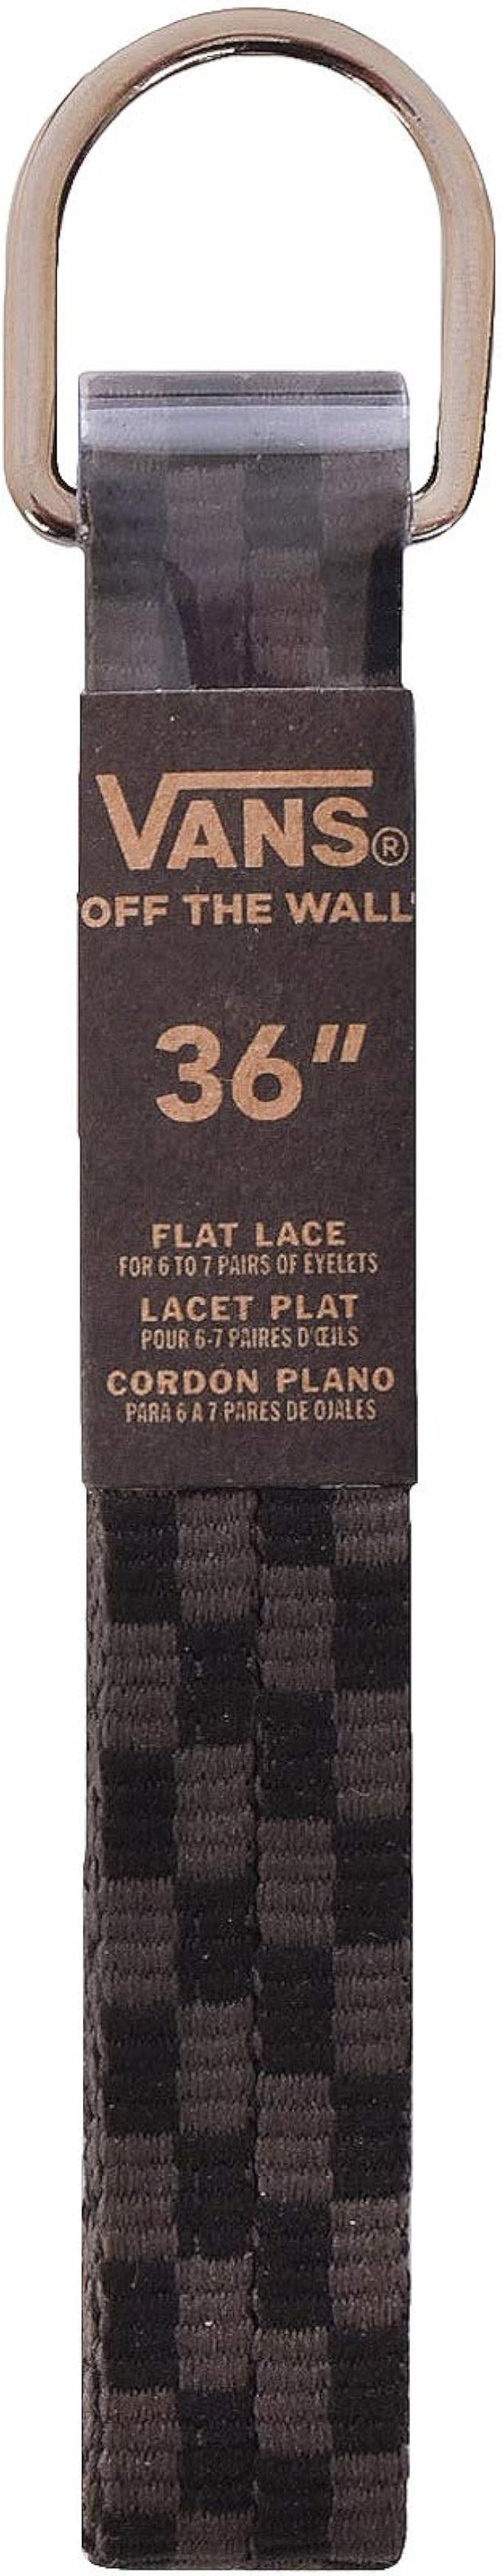 VANS®
"OFF THE WALL"
36"
FLAT LACE
FOR 6 TO 7 PAIRS OF EYELETS
LACET PLAT
POUR 6-7 PAIRES D'ŒILS
CORDÓN PLANO
PARA 6 A 7 PARES DE OJALES